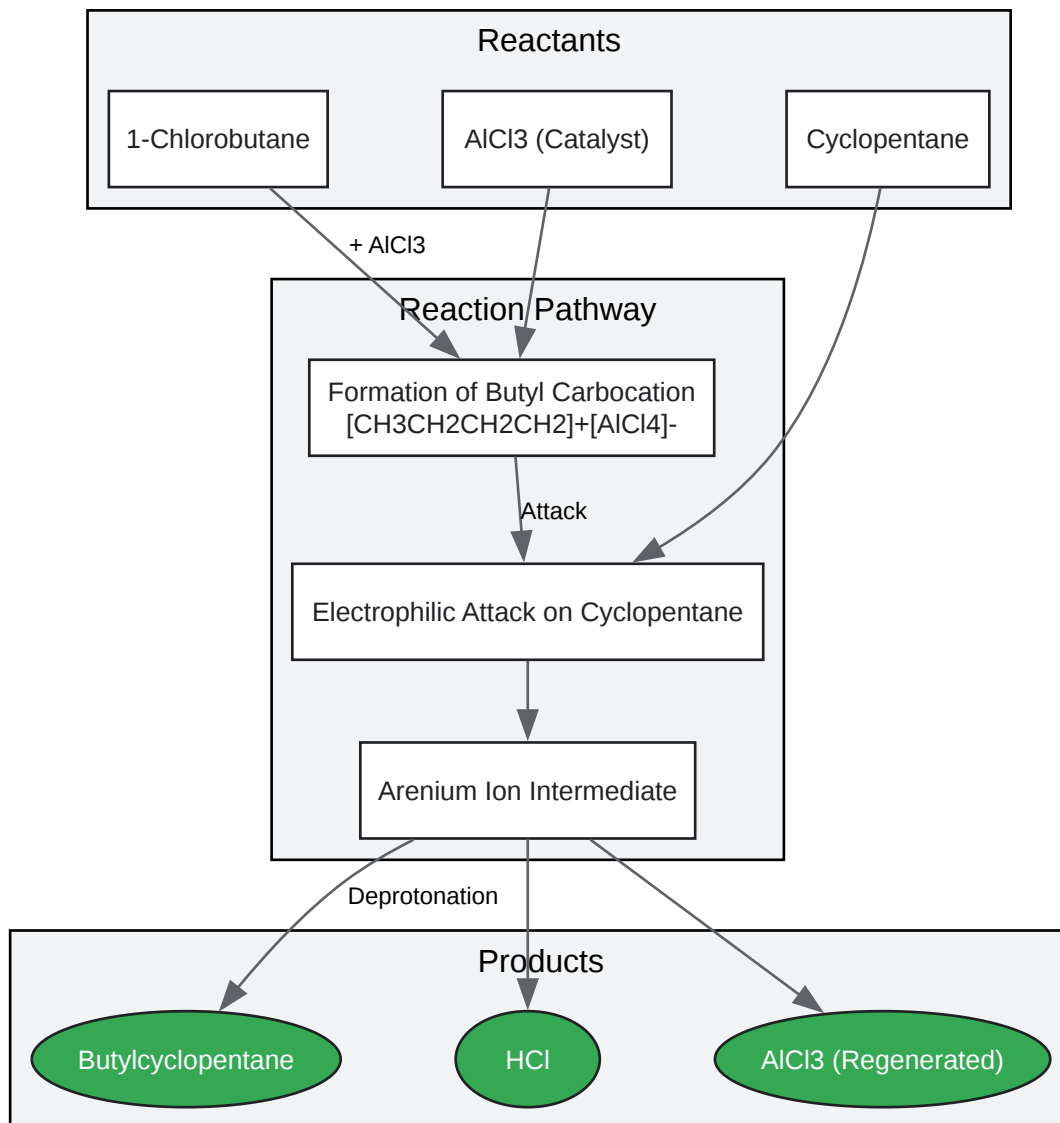 Reactants
1-Chlorobutane
AlCl3 (Catalyst)
Cyclopentane
+ AlCl3
Reaction Pathway
Formation of Butyl Carbocation
[CH3CH2CH2CH2]+[AlCl4]-
Attack
Electrophilic Attack on Cyclopentane
Arenium Ion Intermediate
Deprotonation
Products
Butylcyclopentane
HCl
AlCl3 (Regenerated)